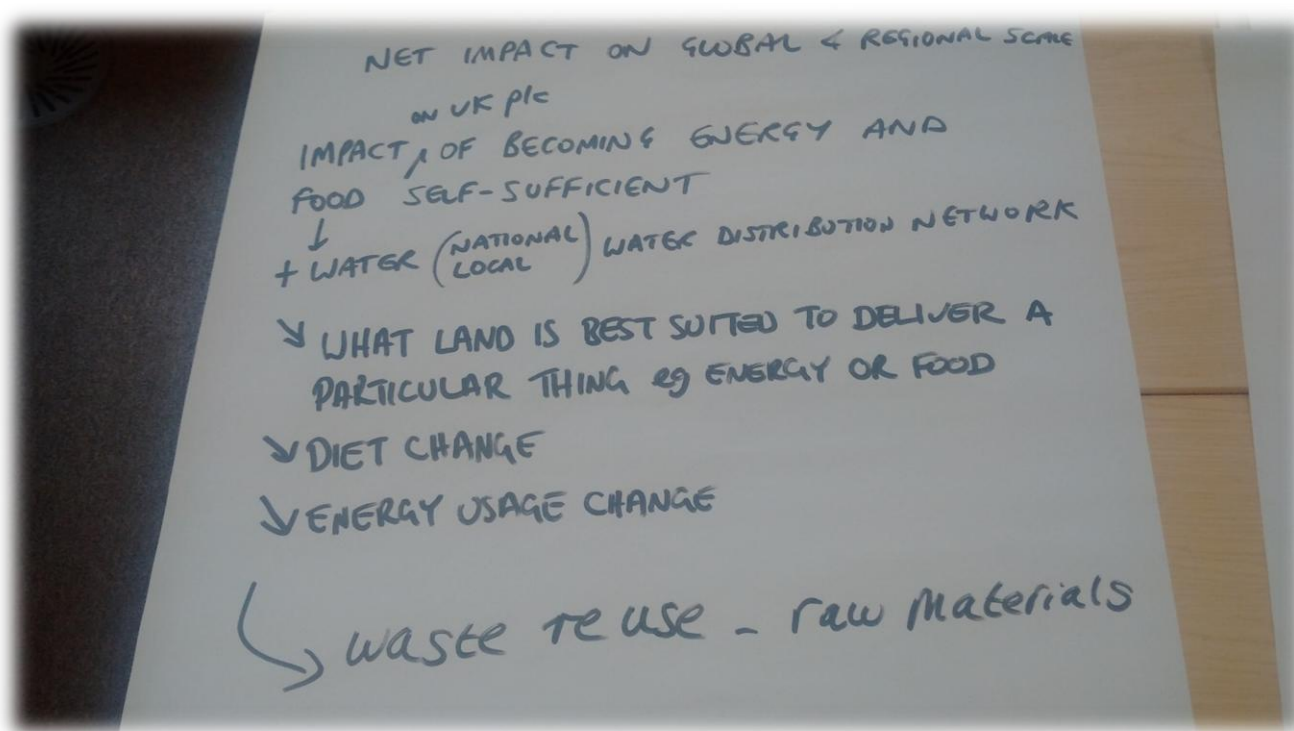 NET IMPACT ON GLOBAL & REGIONAL SCALE
ON UK plc
IMPACT, OF BECOMING ENERGY AND
FOOD SELF-SUFFICIENT
+ WATER (NATIONAL LOCAL) WATER DISTRIBUTION NETWORK
WHAT LAND IS BEST SUITED TO DELIVER A
PARTICULAR THING eg ENERGY OR FOOD
DIET CHANGE
ENERGY USAGE CHANGE
waste re use - raw Materials